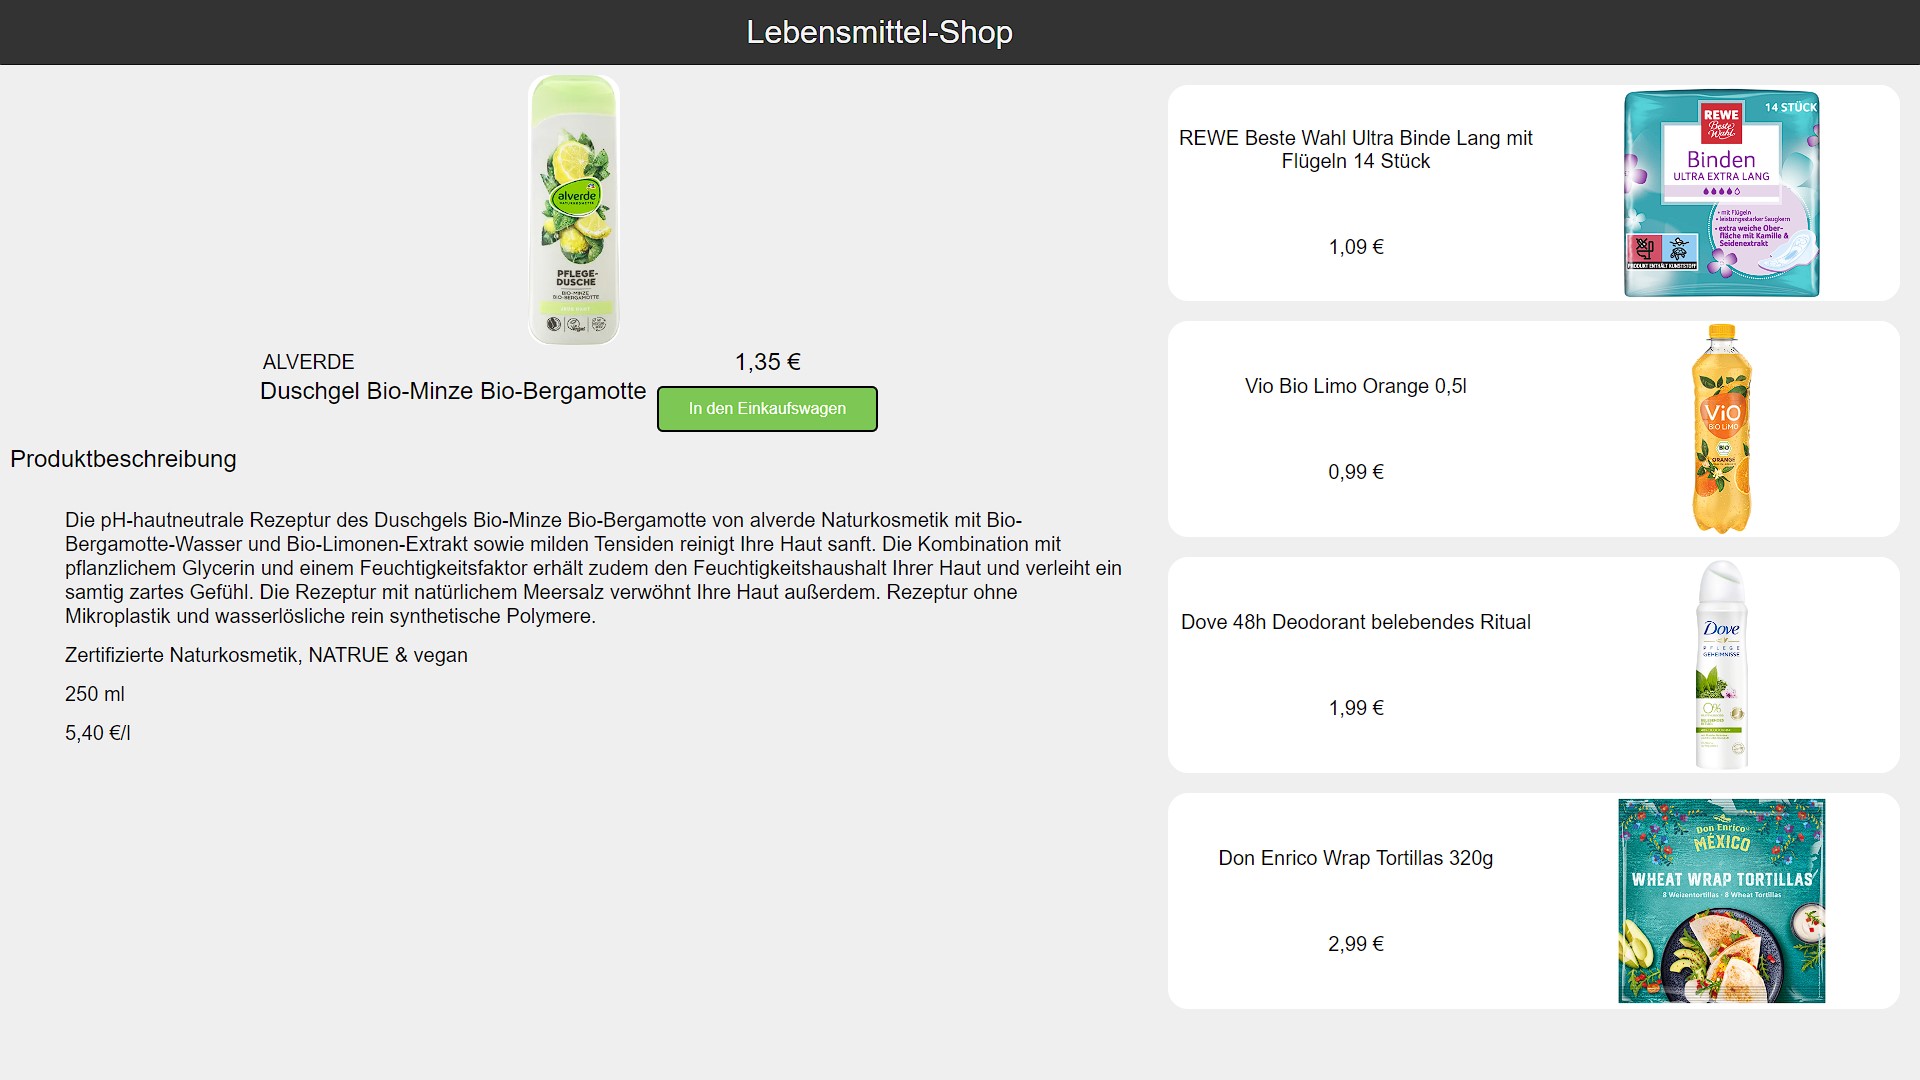 Lebensmittel-Shop
alverde
NATURKOSMETIK
PFLEGE-
DUSCHE
BIO-MINZE
BIO-BERGAMOTTE
ALVERDE
1,35 €
Duschgel Bio-Minze Bio-Bergamotte
In den Einkaufswagen
Produktbeschreibung
Die pH-hautneutrale Rezeptur des Duschgels Bio-Minze Bio-Bergamotte von alverde Naturkosmetik mit Bio-
Bergamotte-Wasser und Bio-Limonen-Extrakt sowie milden Tensiden reinigt Ihre Haut sanft. Die Kombination mit
pflanzlichem Glycerin und einem Feuchtigkeitsfaktor erhält zudem den Feuchtigkeitshaushalt Ihrer Haut und verleiht ein
samtig zartes Gefühl. Die Rezeptur mit natürlichem Meersalz verwöhnt Ihre Haut außerdem. Rezeptur ohne
Mikroplastik und wasserlösliche rein synthetische Polymere.
Zertifizierte Naturkosmetik, NATRUE & vegan
250 ml
5,40 €/l
REWE Beste Wahl Ultra Binde Lang mit
Flügeln 14 Stück
1,09 €
14 STÜCK
REWE
Beste
Wahl
Binden
ULTRA EXTRA LANG
• mit Flügeln
• leistungsstarker Saugkern
• extra weiche Ober-
fläche mit Kamille &
Seidenextrakt
PRODUKT ENTHÄLT KUNSTSTOFF
Vio Bio Limo Orange 0,5l
0,99 €
ViO
BIO LIMO
BIO
ORANGE
Dove 48h Deodorant belebendes Ritual
1,99 €
Dove
PFLEGE
GEHEIMNISSE
0%
Don Enrico Wrap Tortillas 320g
2,99 €
Don Enrico
MÉXICO
WHEAT WRAP TORTILLAS
8 Weizentortillas · 8 Wheat Tortillas